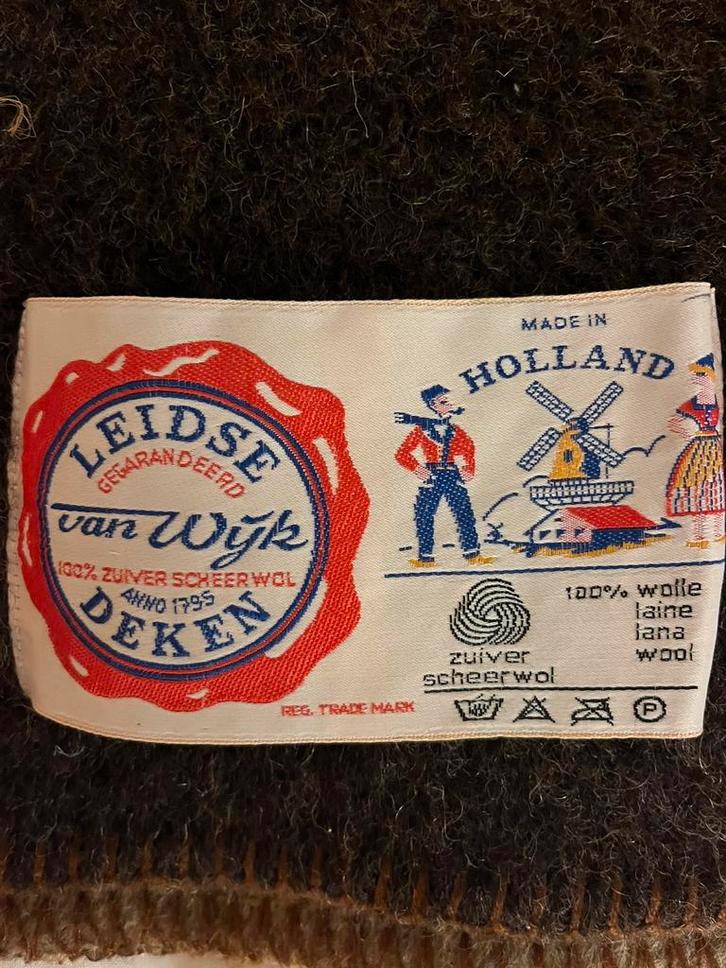 LEIDSE
GEGARANDEERD
van Wijk
100% ZUIVER SCHEERWOL
ANNO 1795
DEKEN
REG. TRADE MARK
MADE IN
HOLLAND
zuiver
scheerwol
100% wolle
laine
lana
wool
P